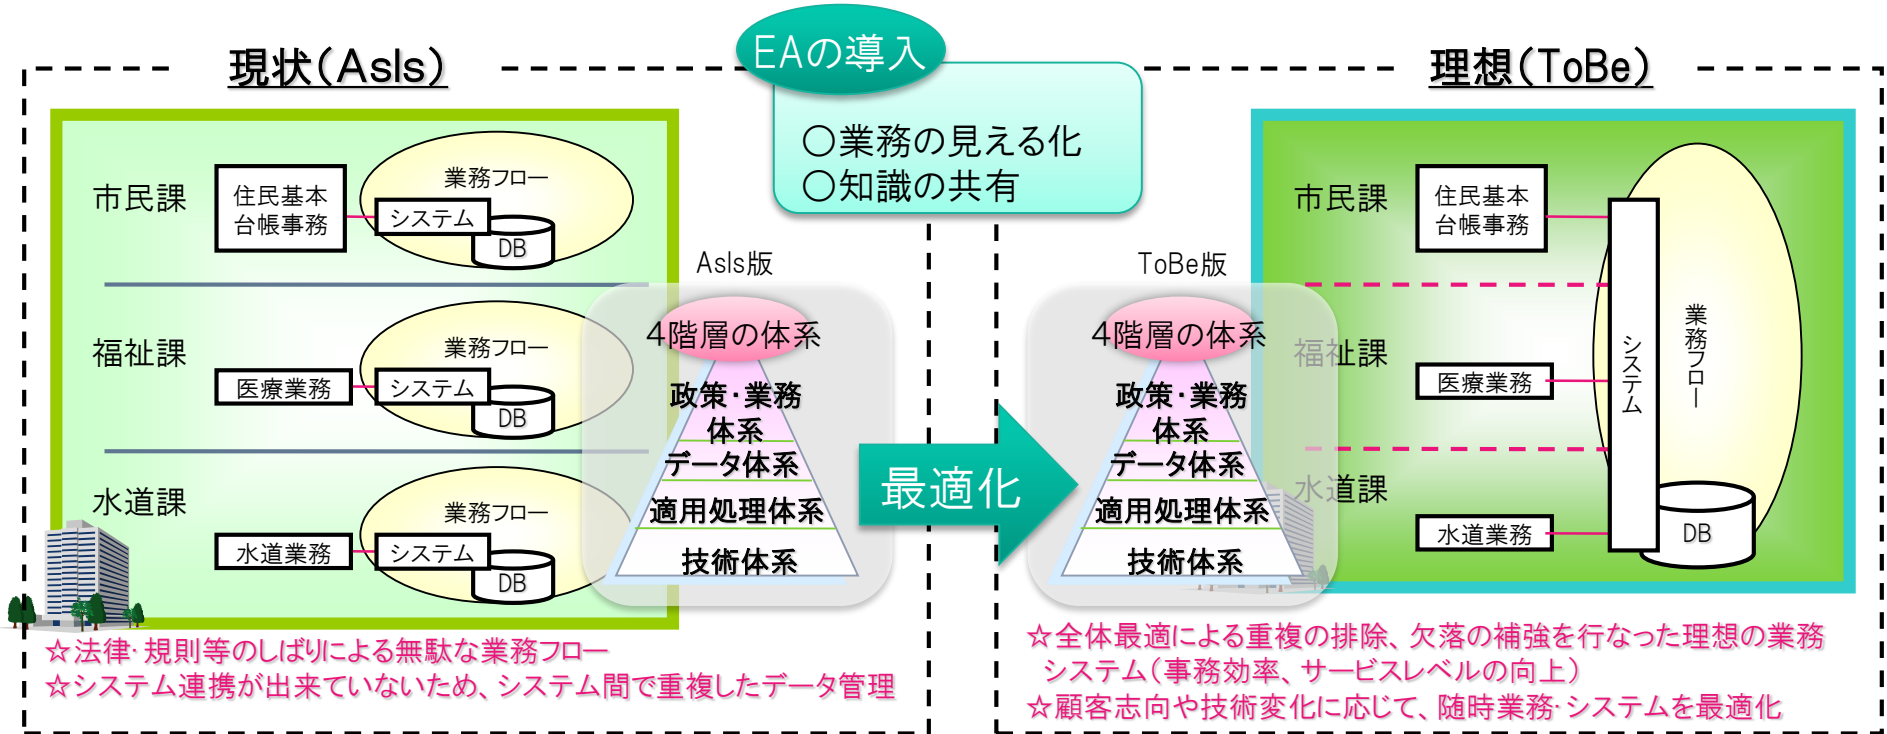 EAの導入
○業務の見える化
○知識の共有
現状（AsIs）
市民課
住民基本
台帳事務
業務フロー
システム
DB
福祉課
医療業務
業務フロー
システム
DB
水道課
水道業務
業務フロー
システム
DB
AsIs版
4階層の体系
政策・業務
体系
データ体系
適用処理体系
技術体系
☆法律・規則等のしばりによる無駄な業務フロー
☆システム連携が出来ていないため、システム間で重複したデータ管理
最適化
理想（ToBe）
ToBe版
4階層の体系
政策・業務
体系
データ体系
適用処理体系
技術体系
市民課
住民基本
台帳事務
福祉課
医療業務
水道課
水道業務
システム
業務フロー
DB
☆全体最適による重複の排除、欠落の補強を行なった理想の業務
システム（事務効率、サービスレベルの向上）
☆顧客志向や技術変化に応じて、随時業務・システムを最適化